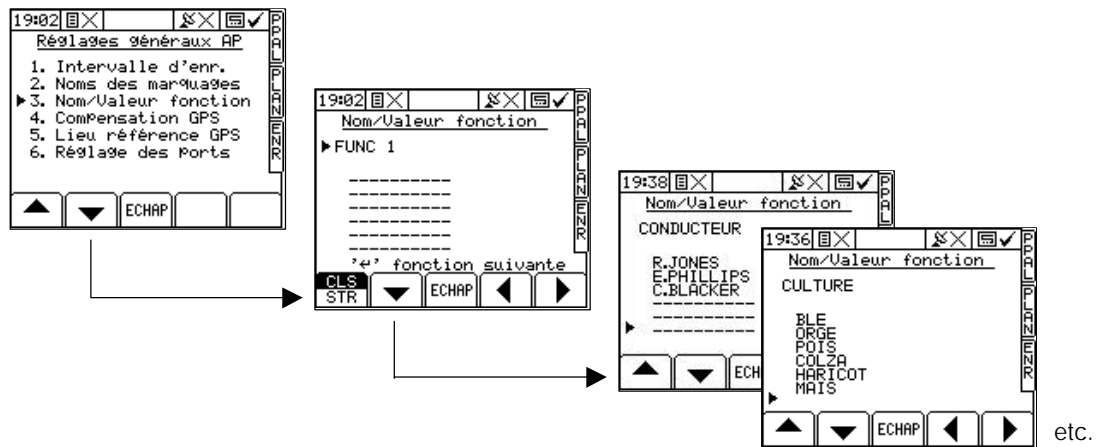 19:02
Réglages généraux AP
1. Intervalle d'enr.
2. Noms des marquages
3. Nom/Valeur fonction
4. Compensation GPS
5. Lieu référence GPS
6. Réglage des Ports
ECHAP
PPAL
PLAN
ENR
19:02
Nom/Valeur fonction
FUNC 1
----------
----------
----------
----------
----------
----------
'↵' fonction suivante
CLS
STR
ECHAP
PPAL
PLAN
ENR
19:38
Nom/Valeur fonction
CONDUCTEUR
R.JONES
E.PHILLIPS
C.BLACKER
----------
----------
----------
ECH
PPAL
19:36
Nom/Valeur fonction
CULTURE
BLE
ORGE
POIS
COLZA
HARICOT
MAIS
ECHAP
PPAL
PLAN
ENR
etc.